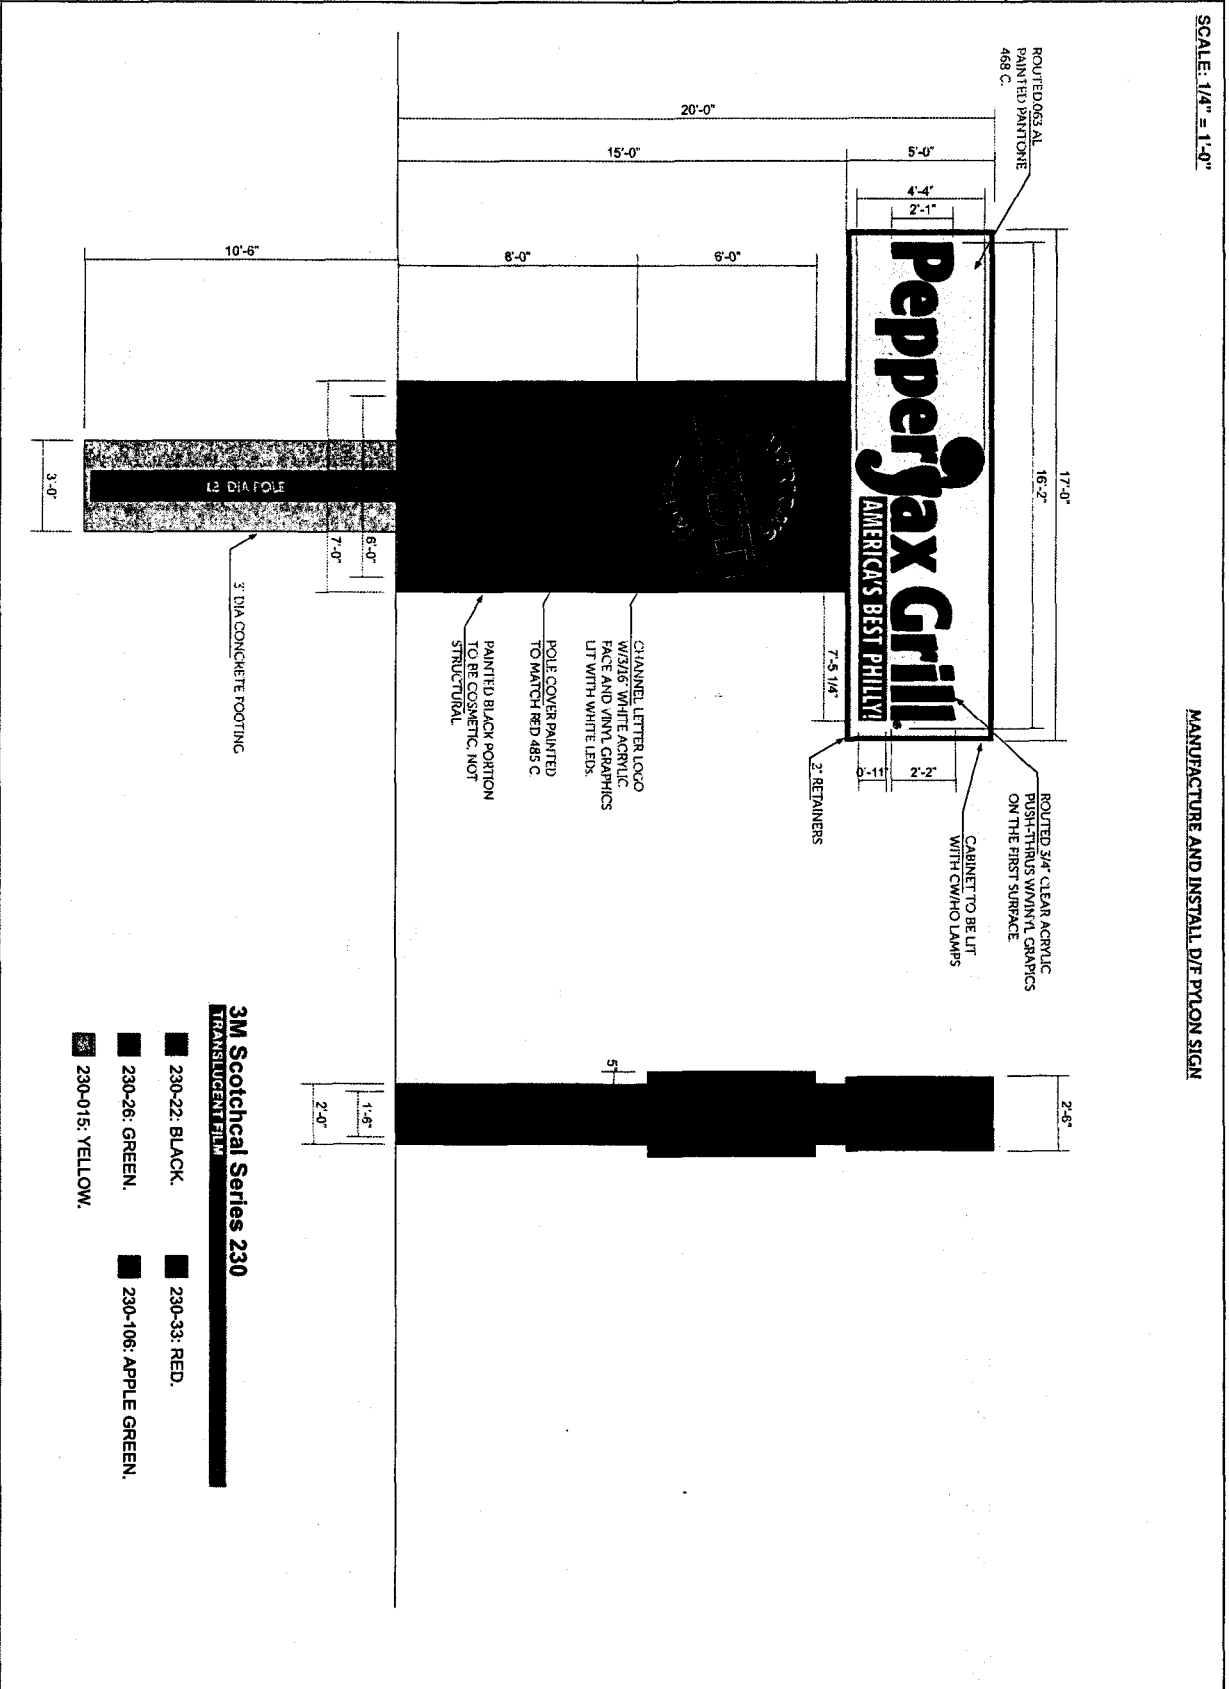 SCALE: 1/4" = 1'-0"
MANUFACTURE AND INSTALL D/F PYLON SIGN
ROUTED.063 AL
PAINTED PANTONE
468 C.
17'-0"
16'-2"
20'-0"
15'-0"
5'-0"
4'-4"
2'-1"
PepperJax Grill
AMERICA'S BEST PHILLY!
ROUTED 3/4" CLEAR ACRYLIC
PUSH-THRUS W/VINYL GRAPICS
ON THE FIRST SURFACE.
CABINET TO BE LIT
WITH CW/HO LAMPS
2'-2"
0'-11"
2" RETAINERS
7'-5 1/4"
6'-0"
8'-0"
CHANNEL LETTER LOGO
W/3/16" WHITE ACRYLIC
FACE AND VINYL GRAPHICS
LIT WITH WHITE LEDs.
POLE COVER PAINTED
TO MATCH RED 485 C.
PAINTED BLACK PORTION
TO BE COSMETIC, NOT
STRUCTURAL.
10'-6"
6'-0"
7'-0"
DIA POLE
3'-0"
3' DIA CONCRETE FOOTING
2'-6"
5"
1'-6"
2'-0"
3M Scotchcal Series 230
TRANSLUCENT FILM
230-22: BLACK.
230-33: RED.
230-26: GREEN.
230-106: APPLE GREEN.
230-015: YELLOW.